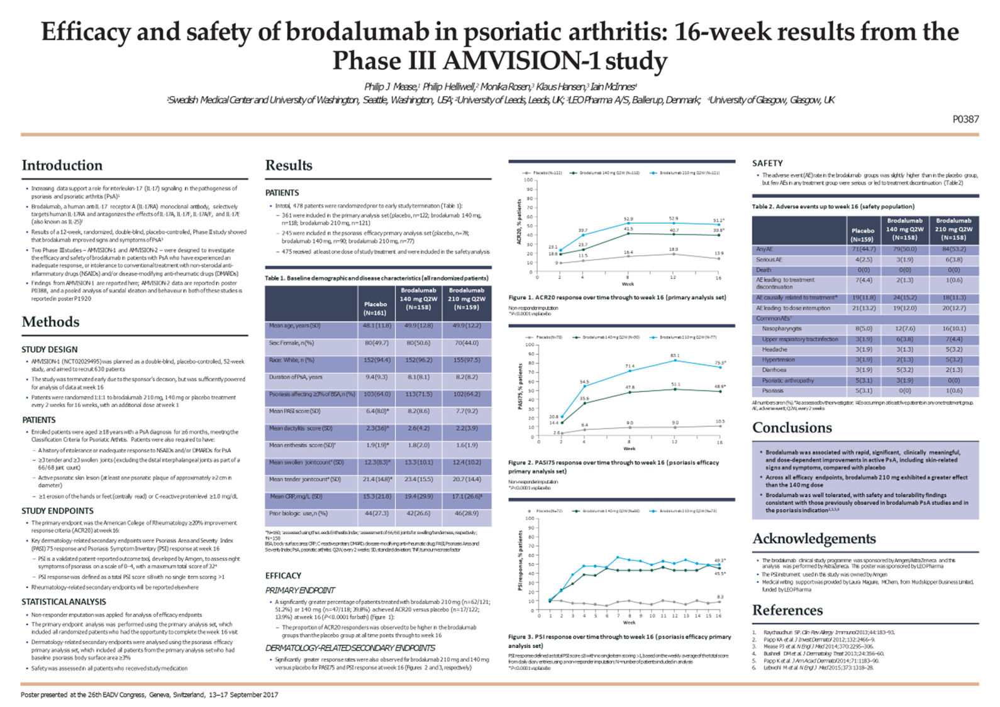 Efficacy and safety of brodalumab in psoriatic arthritis: 16-week results from the
Phase III AMVISION-1 study
Philip J Mease,¹ Philip Helliwell,² Monika Rosen,³ Klaus Hansen,³ Iain McInnes⁴
¹Swedish Medical Center and University of Washington, Seattle, Washington, USA; ²University of Leeds, Leeds, UK; ³LEO Pharma A/S, Ballerup, Denmark; ⁴University of Glasgow, Glasgow, UK
P0387
Introduction
• Increasing data support a role for interleukin-17 (IL-17) signalling in the pathogenesis of
psoriasis and psoriatic arthritis (PsA)¹
• Brodalumab, a human anti-IL-17 receptor A (IL-17RA) monoclonal antibody, selectively
targets human IL-17RA and antagonizes the effects of IL-17A, IL-17F, IL-17A/F, and IL-17E
(also known as IL-25)²
• Results of a 12-week, randomized, double-blind, placebo-controlled, Phase II study showed
that brodalumab improved signs and symptoms of PsA³
• Two Phase III studies – AMVISION-1 and AMVISION-2 – were designed to investigate
the efficacy and safety of brodalumab in patients with PsA who have experienced an
inadequate response, or intolerance to conventional treatment with non-steroidal anti-
inflammatory drugs (NSAIDs) and/or disease-modifying anti-rheumatic drugs (DMARDs)
• Findings from AMVISION-1 are reported here; AMVISION-2 data are reported in poster
P0388, and a pooled analysis of suicidal ideation and behaviour in both of these studies is
reported in poster P1920
Methods
STUDY DESIGN
• AMVISION-1 (NCT02029495) was planned as a double-blind, placebo-controlled, 52-week
study, and aimed to recruit 630 patients
• The study was terminated early due to the sponsor's decision, but was sufficiently powered
for analysis of data at week 16
• Patients were randomized 1:1:1 to brodalumab 210 mg, 140 mg or placebo treatment
every 2 weeks for 16 weeks, with an additional dose at week 1
PATIENTS
• Enrolled patients were aged ≥18 years with a PsA diagnosis for ≥6 months, meeting the
Classification Criteria for Psoriatic Arthritis. Patients were also required to have:
– A history of intolerance or inadequate response to NSAIDs and/or DMARDs for PsA
– ≥3 tender and ≥3 swollen joints (excluding the distal interphalangeal joints as part of a
66/68 joint count)
– Active psoriatic skin lesion (at least one psoriatic plaque of approximately ≥2 cm in
diameter)
– ≥1 erosion of the hands or feet (centrally read) or C-reactive protein level ≥1.0 mg/dL
STUDY ENDPOINTS
• The primary endpoint was the American College of Rheumatology ≥20% improvement
response criteria (ACR20) at week 16:
• Key dermatology-related secondary endpoints were Psoriasis Area and Severity Index
(PASI) 75 response and Psoriasis Symptom Inventory (PSI) response at week 16
– PSI is a validated patient-reported outcome tool, developed by Amgen, to assess eight
symptoms of psoriasis on a scale of 0–4, with a maximum total score of 32⁴
– PSI response was defined as a total PSI score ≤8 with no single item scoring >1
• Rheumatology-related secondary endpoints will be reported elsewhere
STATISTICAL ANALYSIS
• Non-responder imputation was applied for analysis of efficacy endpoints
• The primary endpoint analysis was performed using the primary analysis set, which
included all randomized patients who had the opportunity to complete the week 16 visit
• Dermatology-related secondary endpoints were analysed using the psoriasis efficacy
primary analysis set, which included all patients from the primary analysis set who had
baseline psoriasis body surface area ≥3%
• Safety was assessed in all patients who received study medication
Results
PATIENTS
• In total, 478 patients were randomized prior to early study termination (Table 1):
– 361 were included in the primary analysis set (placebo, n=122; brodalumab 140 mg,
n=118; brodalumab 210 mg, n=121)
– 245 were included in the psoriasis efficacy primary analysis set (placebo, n=78;
brodalumab 140 mg, n=90; brodalumab 210 mg, n=77)
– 475 received at least one dose of study treatment and were included in the safety analysis
Table 1. Baseline demographic and disease characteristics (all randomized patients)
Placebo (N=161) Brodalumab 140 mg Q2W (N=158) Brodalumab 210 mg Q2W (N=159)
Mean age, years (SD) 48.1 (11.8) 49.9 (12.8) 49.9 (12.2)
Sex: Female, n (%) 80 (49.7) 80 (50.6) 70 (44.0)
Race: White, n (%) 152 (94.4) 152 (96.2) 155 (97.5)
Duration of PsA, years 9.4 (9.3) 8.1 (8.1) 8.2 (8.2)
Psoriasis affecting ≥3% of BSA, n (%) 103 (64.0) 113 (71.5) 102 (64.2)
Mean PASI score (SD) 6.4 (8.0)* 8.2 (8.6) 7.7 (9.2)
Mean dactylitis score (SD) 2.3 (3.6)* 2.6 (4.2) 2.2 (3.9)
Mean enthesitis score (SD)† 1.9 (1.9)* 1.8 (2.0) 1.6 (1.9)
Mean swollen joint count‡ (SD) 12.3 (8.3)* 13.3 (10.1) 12.4 (10.2)
Mean tender joint count‡ (SD) 21.4 (14.8)* 23.4 (15.5) 20.7 (14.4)
Mean CRP, mg/L (SD) 15.3 (21.8) 19.4 (29.9) 17.1 (26.6)§
Prior biologic use, n (%) 44 (27.3) 42 (26.6) 46 (28.9)
*N=160; †assessed using the Leeds Enthesitis Index; ‡assessment of 66/68 joints for swelling/tenderness, respectively;
§N=158
BSA, body surface area; CRP, C-reactive protein; DMARD, disease-modifying anti-rheumatic drug; PASI, Psoriasis Area and
Severity Index; PsA, psoriatic arthritis; Q2W, every 2 weeks; SD, standard deviation; TNF, tumour necrosis factor
EFFICACY
PRIMARY ENDPOINT
• A significantly greater percentage of patients treated with brodalumab 210 mg (n=62/121;
51.2%) or 140 mg (n=47/118; 39.8%) achieved ACR20 versus placebo (n=17/122;
13.9%) at week 16 (P<0.0001 for both) (Figure 1):
– The proportion of ACR20 responders was observed to be higher in the brodalumab
groups than the placebo group at all time points through to week 16
DERMATOLOGY-RELATED SECONDARY ENDPOINTS
• Significantly greater response rates were also observed for brodalumab 210 mg and 140 mg
versus placebo for PASI75 and PSI response at week 16 (Figures 2 and 3, respectively)
Placebo (N=122) Brodalumab 140 mg Q2W (N=118) Brodalumab 210 mg Q2W (N=121)
ACR20, % patients
100
90
80
70
60
50
40
30
20
10
0
23.1 39.7 52.9 52.9 51.2*
18.6 23.7 41.5 40.7 39.8*
9 11.5 16.4 18.9 13.9
0 2 4 8 12 16
Week
Figure 1. ACR20 response over time through to week 16 (primary analysis set)
Non-responder imputation
*P<0.0001 vs placebo
Placebo (N=78) Brodalumab 140 mg Q2W (N=90) Brodalumab 210 mg Q2W (N=77)
PASI75, % patients
100
90
80
70
60
50
40
30
20
10
0
20.8 54.5 71.4 83.1 75.3*
14.4 35.6 47.8 51.1 48.9*
2.6 6.4 9.0 9.0 10.3
0 2 4 8 12 16
Week
Figure 2. PASI75 response over time through to week 16 (psoriasis efficacy
primary analysis set)
Non-responder imputation
*P<0.0001 vs placebo
Placebo (N=72) Brodalumab 140 mg Q2W (N=88) Brodalumab 210 mg Q2W (N=73)
PSI response, % patients
100
90
80
70
60
50
40
30
20
10
0
49.3*
45.5*
8.3
0 1 2 3 4 5 6 7 8 9 10 11 12 13 14 15 16
Week
Figure 3. PSI response over time through to week 16 (psoriasis efficacy primary
analysis set)
PSI response defined as total PSI score ≤8 with no single item scoring >1, based on the weekly average of the total score
from daily diary entries using a non-responder imputation; N=number of patients included in analysis
*P<0.0001 vs placebo
SAFETY
• The adverse event (AE) rate in the brodalumab groups was slightly higher than in the placebo group,
but few AEs in any treatment group were serious or led to treatment discontinuation (Table 2)
Table 2. Adverse events up to week 16 (safety population)
Placebo (N=159) Brodalumab 140 mg Q2W (N=158) Brodalumab 210 mg Q2W (N=158)
Any AE 71 (44.7) 79 (50.0) 84 (53.2)
Serious AE 4 (2.5) 3 (1.9) 6 (3.8)
Death 0 (0) 0 (0) 0 (0)
AE leading to treatment discontinuation 7 (4.4) 2 (1.3) 1 (0.6)
AE causally related to treatment* 19 (11.8) 24 (15.2) 18 (11.3)
AE leading to dose interruption 21 (13.2) 19 (12.0) 20 (12.7)
Common AEs†
Nasopharyngitis 8 (5.0) 12 (7.6) 16 (10.1)
Upper respiratory tract infection 3 (1.9) 6 (3.8) 7 (4.4)
Headache 3 (1.9) 3 (1.3) 5 (3.2)
Hypertension 3 (1.9) 2 (1.3) 5 (3.2)
Diarrhoea 3 (1.9) 5 (3.2) 2 (1.3)
Psoriatic arthropathy 5 (3.1) 3 (1.9) 0 (0)
Psoriasis 5 (3.1) 0 (0) 1 (0.6)
All numbers are n (%). *As assessed by the investigator; †AEs occurring in at least five patients in any one treatment group.
AE, adverse event; Q2W, every 2 weeks
Conclusions
• Brodalumab was associated with rapid, significant, clinically meaningful,
and dose-dependent improvements in active PsA, including skin-related
signs and symptoms, compared with placebo
• Across all efficacy endpoints, brodalumab 210 mg exhibited a greater effect
than the 140 mg dose
• Brodalumab was well tolerated, with safety and tolerability findings
consistent with those previously observed in brodalumab PsA studies and in
the psoriasis indication²,³,⁵,⁶
Acknowledgements
• The brodalumab clinical study programme was sponsored by Amgen/AstraZeneca and this
analysis was performed by AstraZeneca. This poster was sponsored by LEO Pharma
• The PSI instrument used in this study was owned by Amgen
• Medical writing support was provided by Laura Maguire, MChem, from Mudskipper Business Limited,
funded by LEO Pharma
References
1. Raychaudhuri SP. Clin Rev Allergy Immunol 2013;44:183–93.
2. Papp KA et al. J Invest Dermatol 2012;132:2466–9.
3. Mease PJ et al. N Engl J Med 2014;370:2295–306.
4. Bushnell DM et al. J Dermatolog Treat 2013;24:356–60.
5. Papp K et al. J Am Acad Dermatol 2014;71:1183–90.
6. Lebwohl M et al. N Engl J Med 2015;373:1318–28.
Poster presented at the 26th EADV Congress, Geneva, Switzerland, 13–17 September 2017